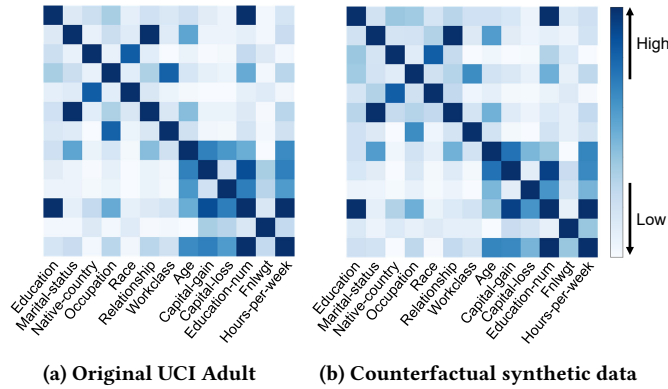 High
Low
Education
Marital-status
Native-country
Occupation
Race
Relationship
Workclass
Age
Capital-gain
Capital-loss
Education-num
Fnlwgt
Hours-per-week
Education
Marital-status
Native-country
Occupation
Race
Relationship
Workclass
Age
Capital-gain
Capital-loss
Education-num
Fnlwgt
Hours-per-week
(a) Original UCI Adult
(b) Counterfactual synthetic data